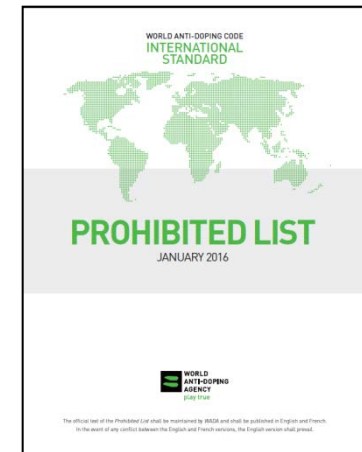 WORLD ANTI-DOPING CODE
INTERNATIONAL
STANDARD
PROHIBITED LIST
JANUARY 2016
WORLD
ANTI-DOPING
AGENCY
play true
The official text of the Prohibited List shall be maintained by WADA and shall be published in English and French.
In the event of any conflict between the English and French versions, the English version shall prevail.